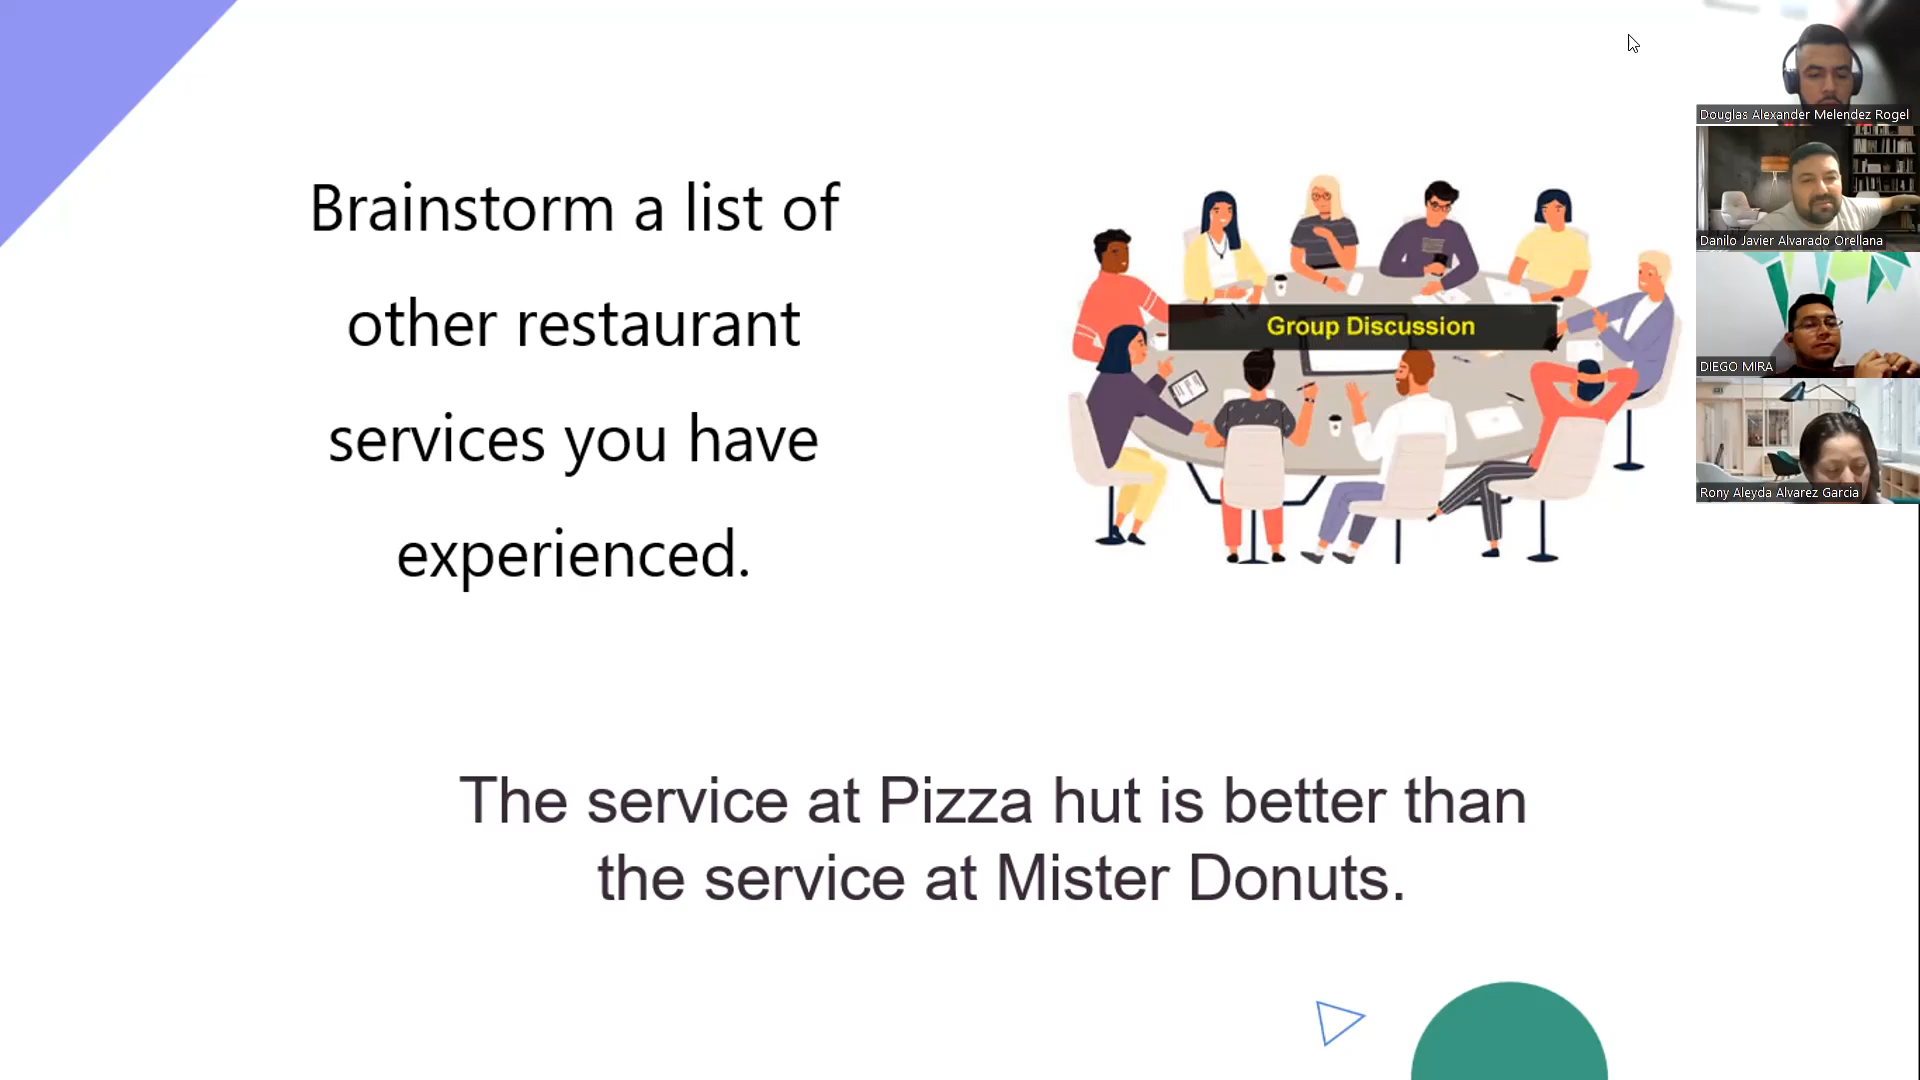 Brainstorm a list of
other restaurant
services you have
experienced.
Group Discussion
The service at Pizza hut is better than
the service at Mister Donuts.
Douglas Alexander Melendez Rogel
Danilo Javier Alvarado Orellana
DIEGO MIRA
Rony Aleyda Alvarez Garcia